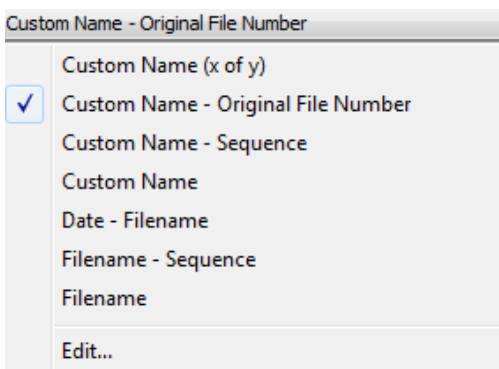 Custom Name - Original File Number
Custom Name (x of y)
Custom Name - Original File Number
Custom Name - Sequence
Custom Name
Date - Filename
Filename - Sequence
Filename
Edit...